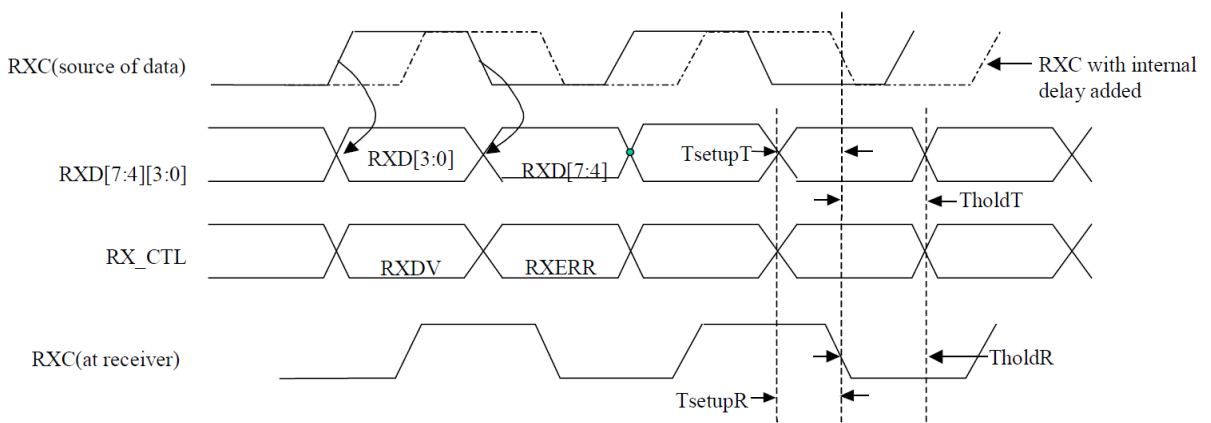 RXC(source of data)
RXC with internal
delay added
RXD[7:4][3:0]
RXD[3:0]
RXD[7:4]
TsetupT
TholdT
RX_CTL
RXDV
RXERR
RXC(at receiver)
TholdR
TsetupR